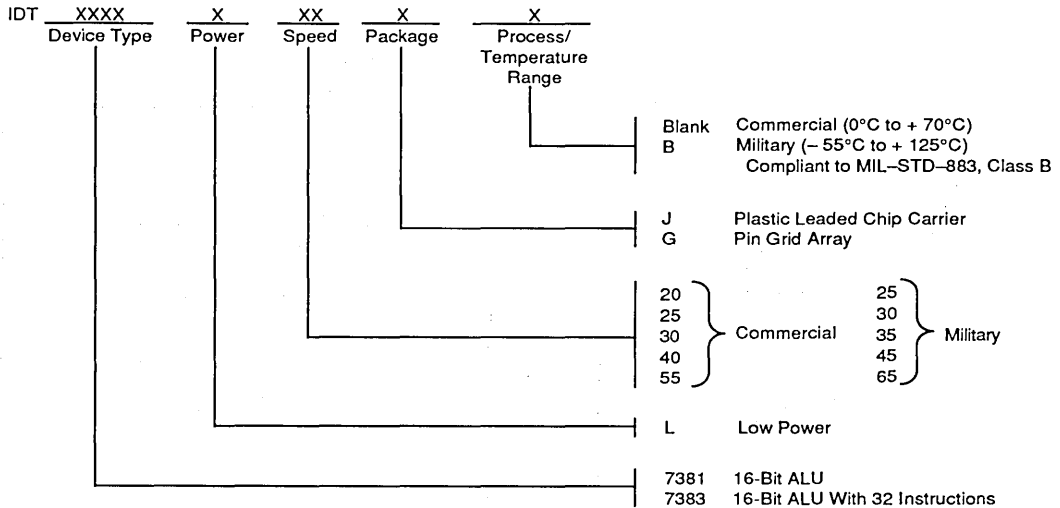 IDT XXXX X XX X X
Device Type Power Speed Package Process/
Temperature
Range
Blank Commercial (0°C to + 70°C)
B Military (– 55°C to + 125°C)
Compliant to MIL–STD–883, Class B
J Plastic Leaded Chip Carrier
G Pin Grid Array
20 25
25 30
30 Commercial 35 Military
40 45
55 65
L Low Power
7381 16-Bit ALU
7383 16-Bit ALU With 32 Instructions